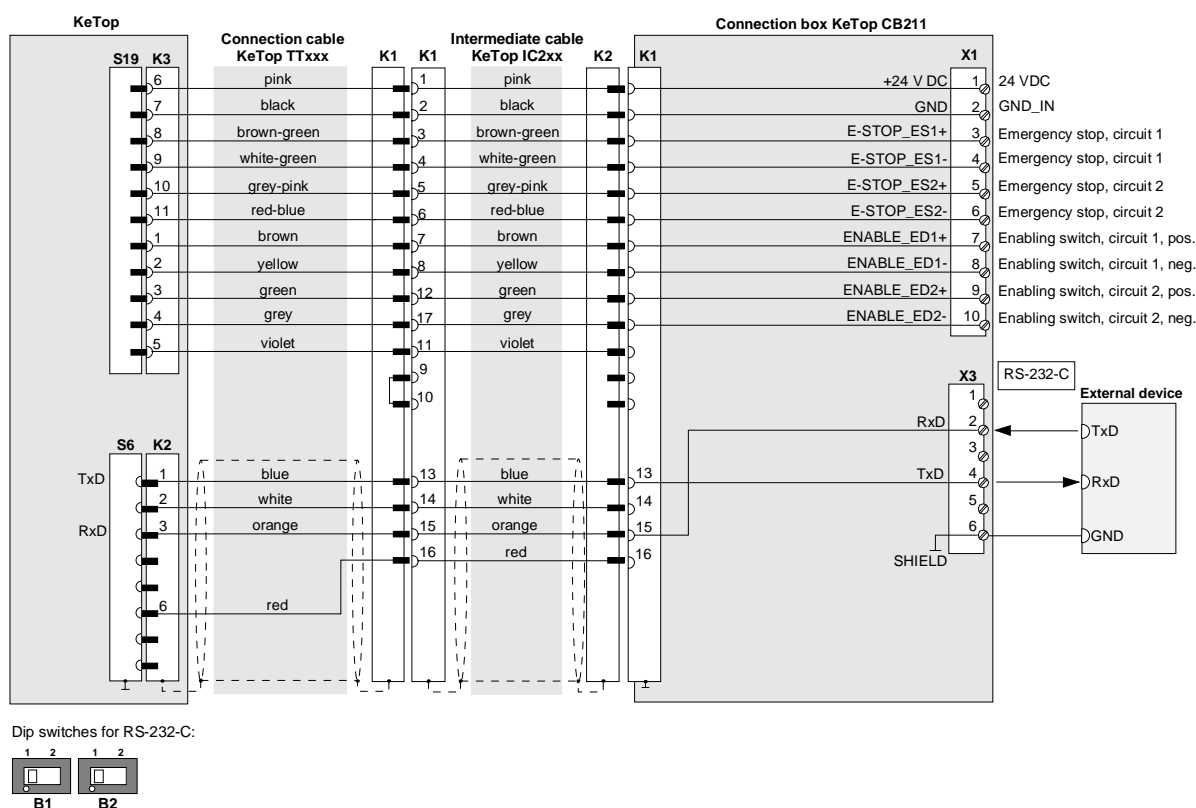 KeTop
Connection box KeTop CB211
Connection cable
KeTop TTxxx
Intermediate cable
KeTop IC2xx
S19 K3 K1 K1 K2 K1 X1
6 pink 1 pink +24 V DC 1 24 VDC
7 black 2 black GND 2 GND_IN
8 brown-green 3 brown-green E-STOP_ES1+ 3 Emergency stop, circuit 1
9 white-green 4 white-green E-STOP_ES1- 4 Emergency stop, circuit 1
10 grey-pink 5 grey-pink E-STOP_ES2+ 5 Emergency stop, circuit 2
11 red-blue 6 red-blue E-STOP_ES2- 6 Emergency stop, circuit 2
1 brown 7 brown ENABLE_ED1+ 7 Enabling switch, circuit 1, pos.
2 yellow 8 yellow ENABLE_ED1- 8 Enabling switch, circuit 1, neg.
3 green 12 green ENABLE_ED2+ 9 Enabling switch, circuit 2, pos.
4 grey 17 grey ENABLE_ED2- 10 Enabling switch, circuit 2, neg.
5 violet 11 violet
9
10
X3 RS-232-C
External device
1
RxD 2 TxD
3
S6 K2
TxD 1 blue 13 blue 13 TxD 4 RxD
2 white 14 white 14 5
RxD 3 orange 15 orange 15 6 GND
16 red 16 SHIELD
6 red
Dip switches for RS-232-C:
1 2 1 2
B1 B2